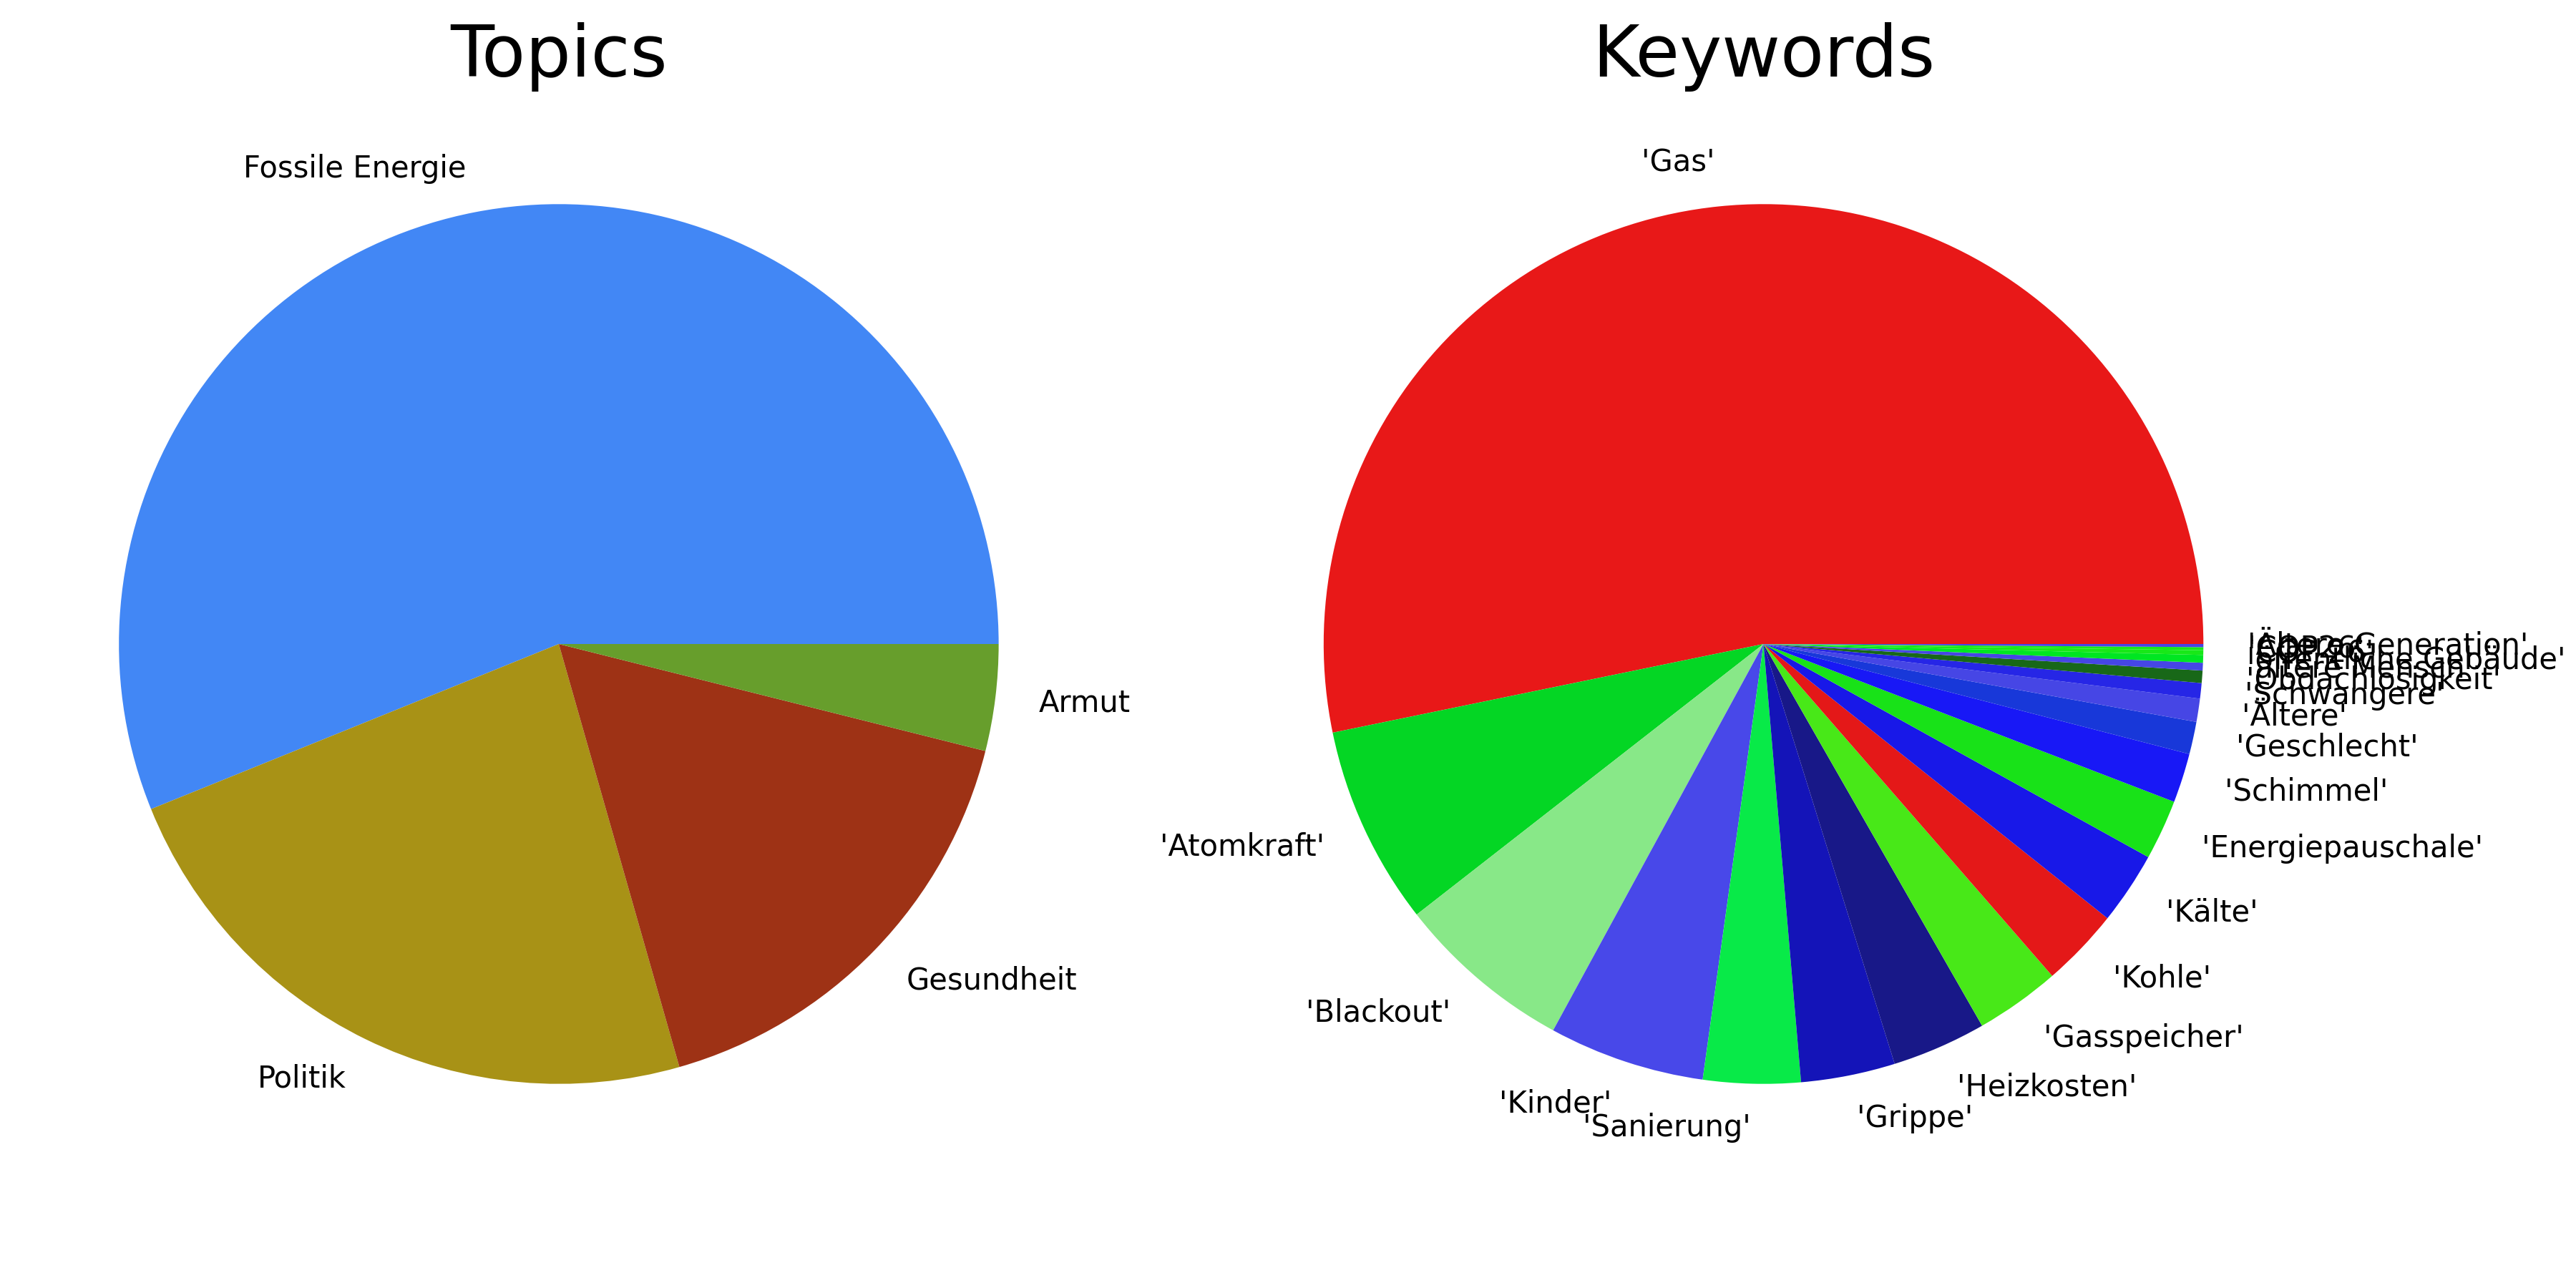 Topics
Fossile Energie
Armut
Gesundheit
Politik
Keywords
'Gas'
'Atomkraft'
'Blackout'
'Kinder'
'Sanierung'
'Grippe'
'Heizkosten'
'Gasspeicher'
'Kohle'
'Kälte'
'Energiepauschale'
'Schimmel'
'Geschlecht'
'Ältere'
'Schwangere'
'Obdachlosigkeit'